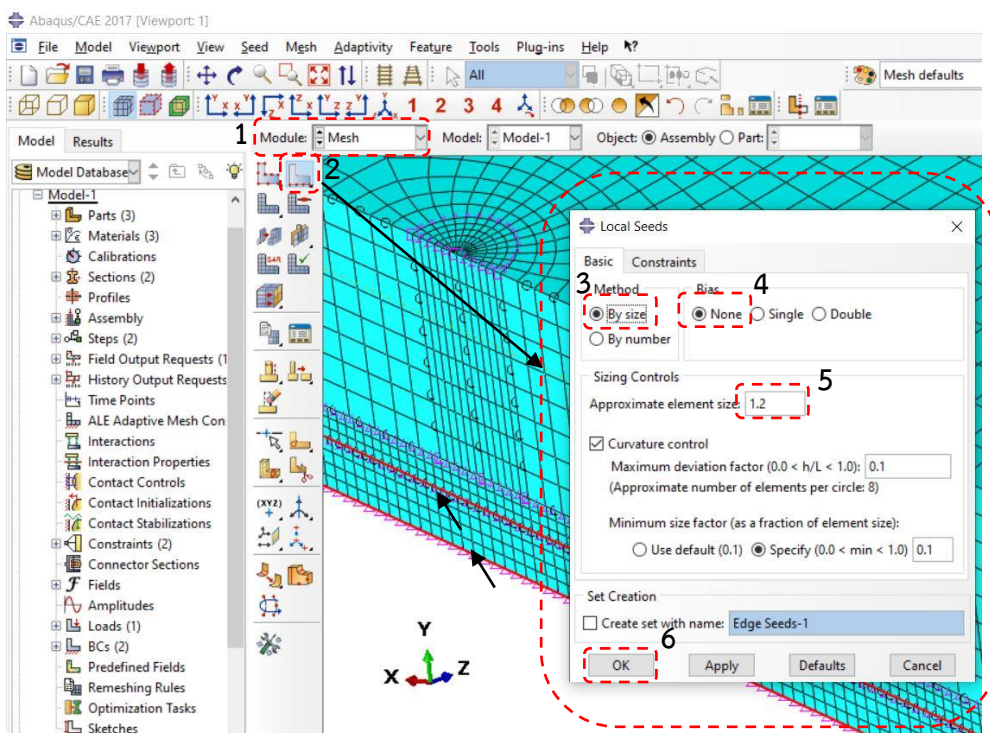 Abaqus/CAE 2017 [Viewport: 1]
File Model Viewport View Seed Mesh Adaptivity Feature Tools Plug-ins Help
All
Mesh defaults
1 2 3 4
Model Results
1 Module: Mesh Model: Model-1 Object: Assembly Part:
2
Model Database
Model-1
Parts (3)
Materials (3)
Calibrations
Sections (2)
Profiles
Assembly
Steps (2)
Field Output Requests (1
History Output Requests
Time Points
ALE Adaptive Mesh Con
Interactions
Interaction Properties
Contact Controls
Contact Initializations
Contact Stabilizations
Constraints (2)
Connector Sections
Fields
Amplitudes
Loads (1)
BCs (2)
Predefined Fields
Remeshing Rules
Optimization Tasks
Sketches
S4R
(XYZ)
Y
X Z
Local Seeds
Basic Constraints
3 Method
By size
By number
Bias 4
None Single Double
Sizing Controls
5
Approximate element size: 1.2
Curvature control
Maximum deviation factor (0.0 < h/L < 1.0): 0.1
(Approximate number of elements per circle: 8)
Minimum size factor (as a fraction of element size):
Use default (0.1) Specify (0.0 < min < 1.0) 0.1
Set Creation
Create set with name: Edge Seeds-1
6
OK Apply Defaults Cancel